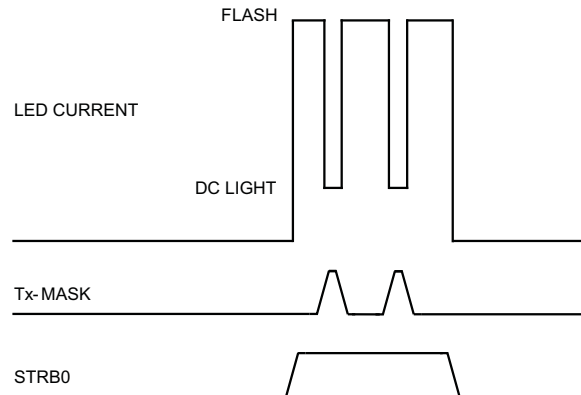 FLASH
LED CURRENT
DC LIGHT
Tx-MASK
STRB0